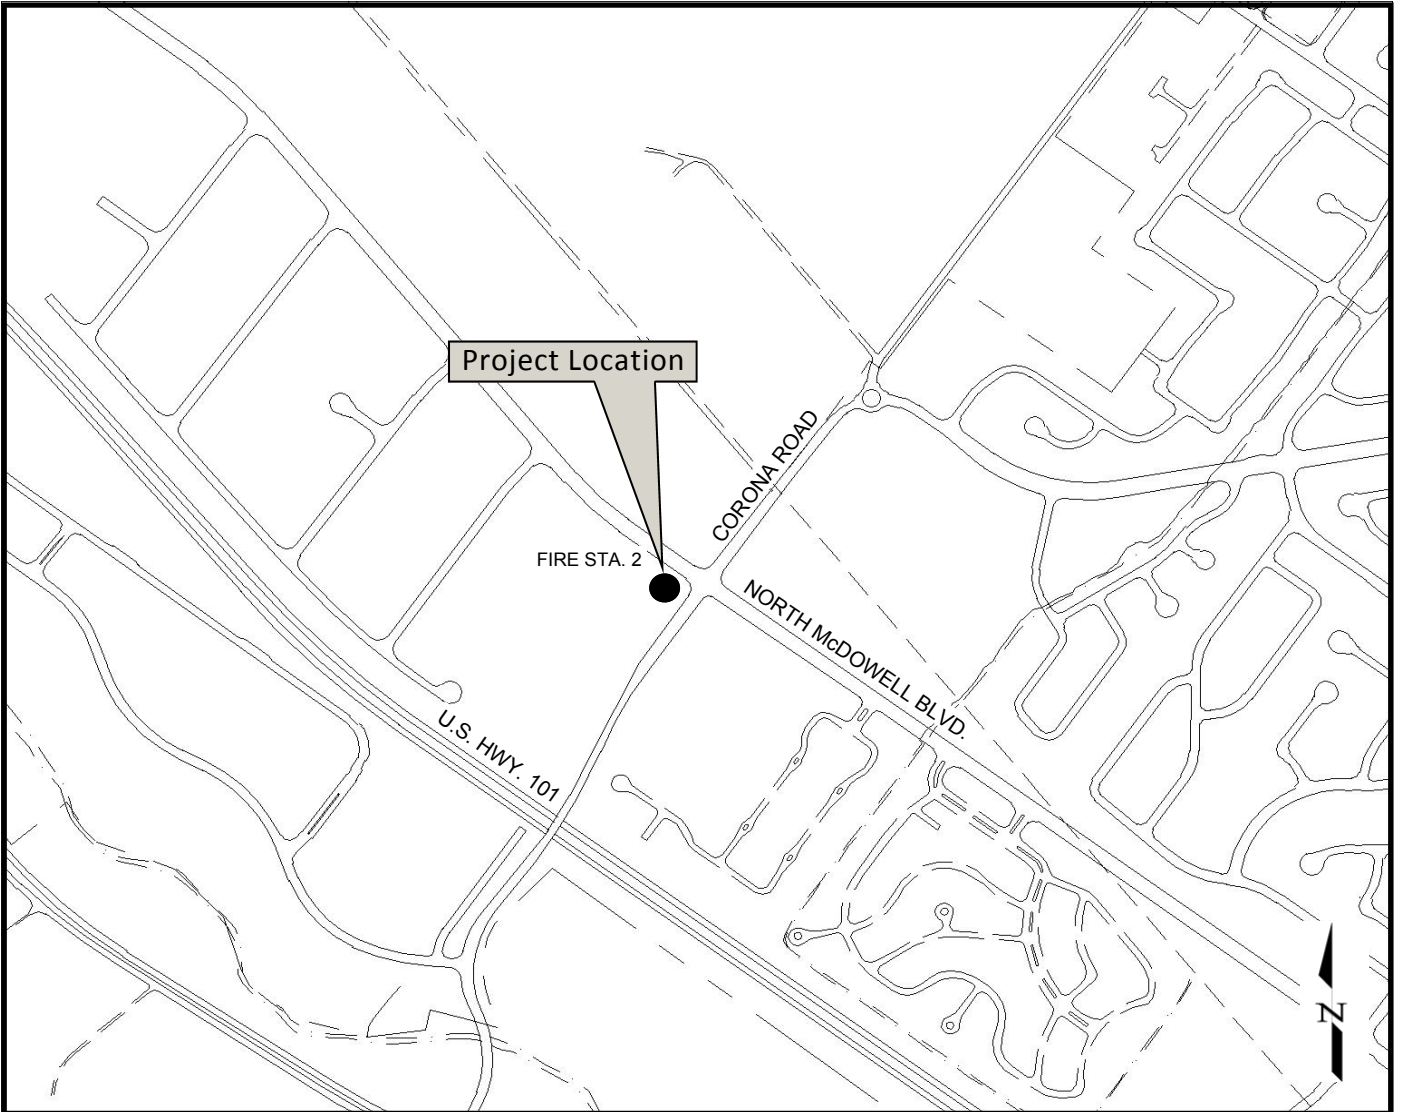 Project Location
CORONA ROAD
FIRE STA. 2
NORTH McDOWELL BLVD.
U.S. HWY. 101
N